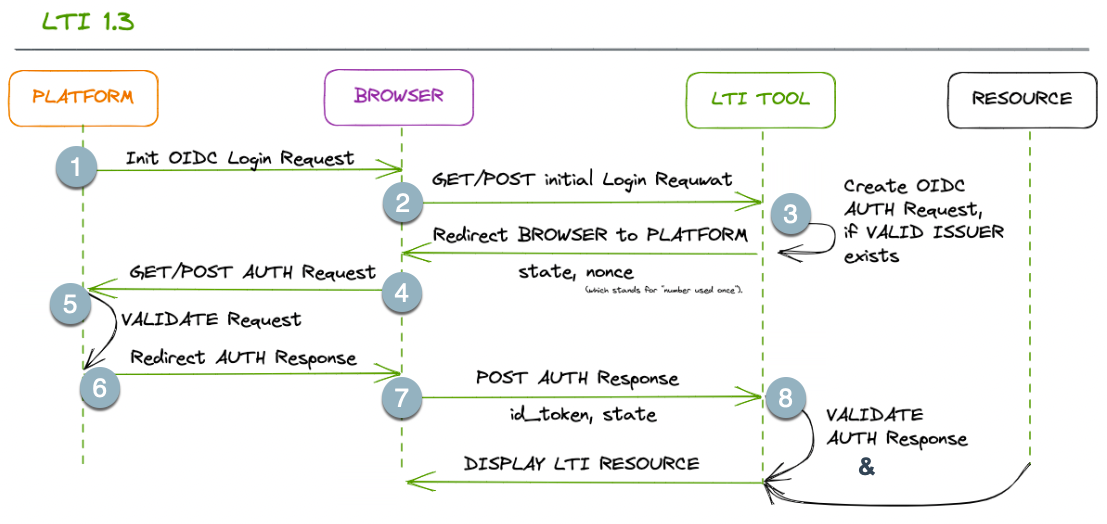 LTI 1.3
PLATFORM
BROWSER
LTI TOOL
RESOURCE
1
Init OIDC Login Request
2
GET/POST initial Login Requwat
3
Create OIDC
AUTH Request,
if VALID ISSUER
exists
Redirect BROWSER to PLATFORM
state, nonce
(which stands for "number used once").
GET/POST AUTH Request
4
5
VALIDATE Request
Redirect AUTH Response
6
7
POST AUTH Response
id_token, state
8
VALIDATE
AUTH Response
&
DISPLAY LTI RESOURCE